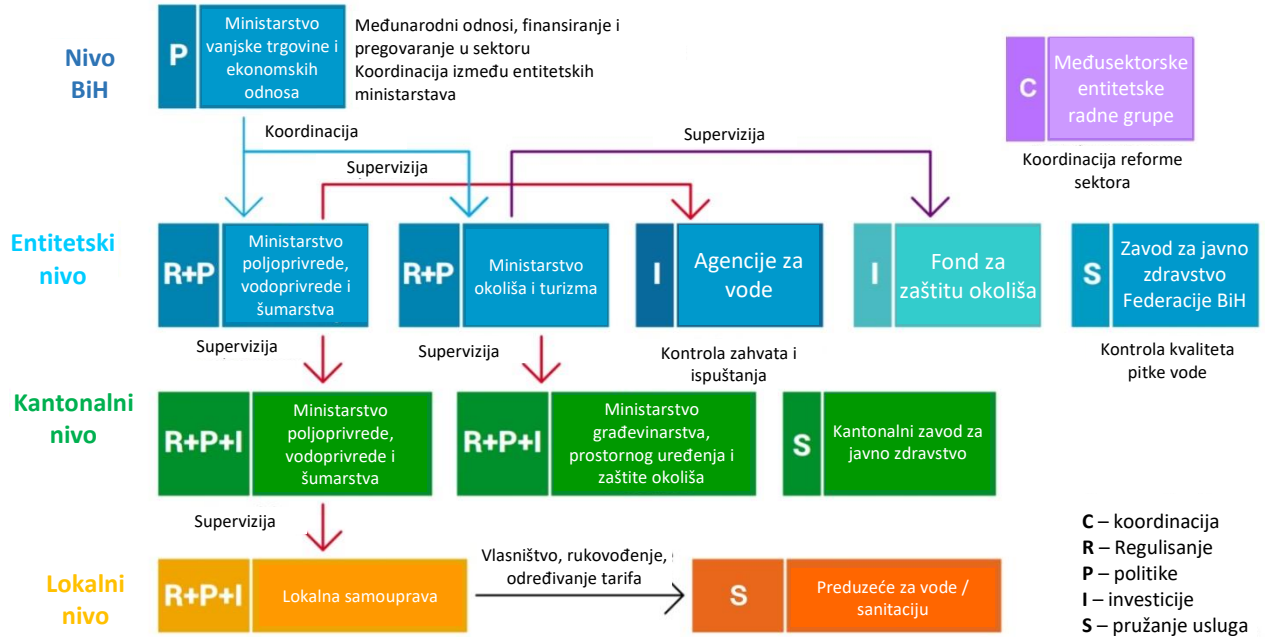 Nivo
BiH
P
Ministarstvo
vanjske trgovine i
ekonomskih
odnosa
Međunarodni odnosi, finansiranje i
pregovaranje u sektoru
Koordinacija između entitetskih
ministarstava
C
Međusektorske
entitetske
radne grupe
Koordinacija reforme
sektora
Koordinacija
Supervizija
Supervizija
Entitetski
nivo
R+P
Ministarstvo
poljoprivrede,
vodoprivrede i
šumarstva
R+P
Ministarstvo
okoliša i turizma
I
Agencije za
vode
I
Fond za
zaštitu okoliša
S
Zavod za javno
zdravstvo
Federacije BiH
Supervizija
Supervizija
Kontrola zahvata i
ispuštanja
Kontrola kvaliteta
pitke vode
Kantonalni
nivo
R+P+I
Ministarstvo
poljoprivrede,
vodoprivrede i
šumarstva
R+P+I
Ministarstvo
građevinarstva,
prostornog uređenja i
zaštite okoliša
S
Kantonalni zavod za
javno zdravstvo
Supervizija
Lokalni
nivo
R+P+I
Lokalna samouprava
Vlasništvo, rukovođenje,
određivanje tarifa
S
Preduzeće za vode /
sanitaciju
C – koordinacija
R – Regulisanje
P – politike
I – investicije
S – pružanje usluga